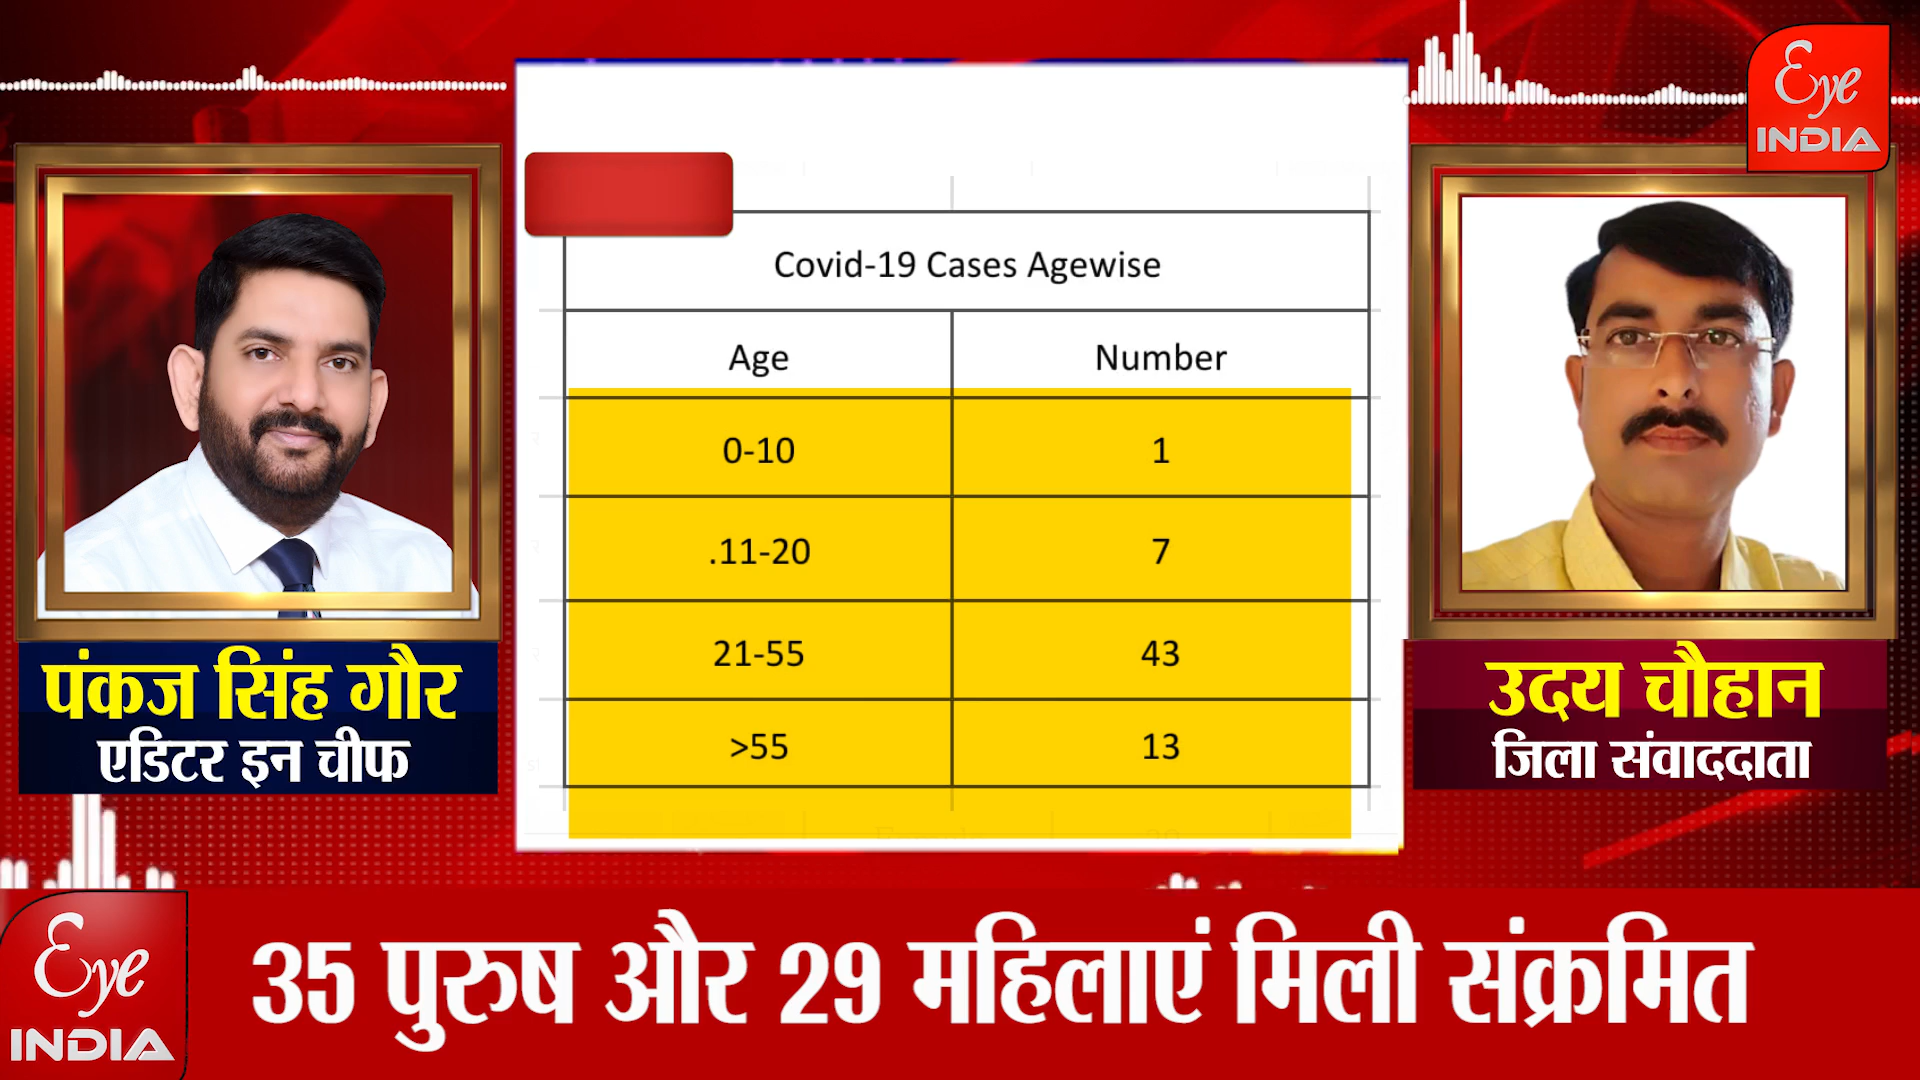 Eye
INDIA
Covid-19 Cases Agewise
Age Number
0-10 1
.11-20 7
21-55 43
>55 13
पंकज सिंह गौर
एडिटर इन चीफ
उदय चौहान
जिला संवाददाता
Eye
INDIA
35 पुरुष और 29 महिलाएं मिली संक्रमित